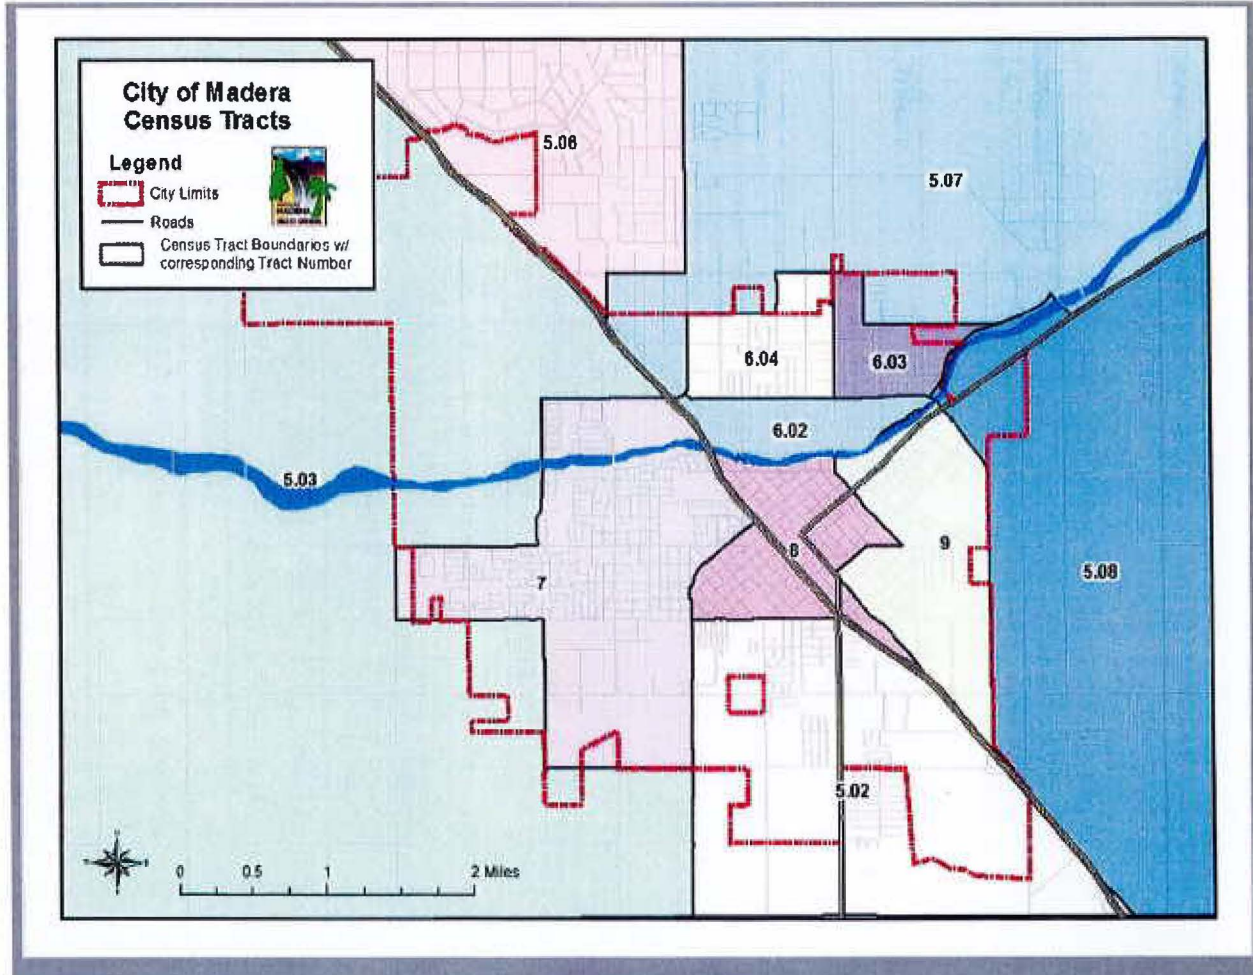 City of Madera
Census Tracts
Legend
City Limits
Roads
Census Tract Boundaries w/
corresponding Tract Number
MADERA
5.06
5.07
6.04
6.03
6.02
5.03
8
9
7
5.08
5.02
0 0.5 1 2 Miles